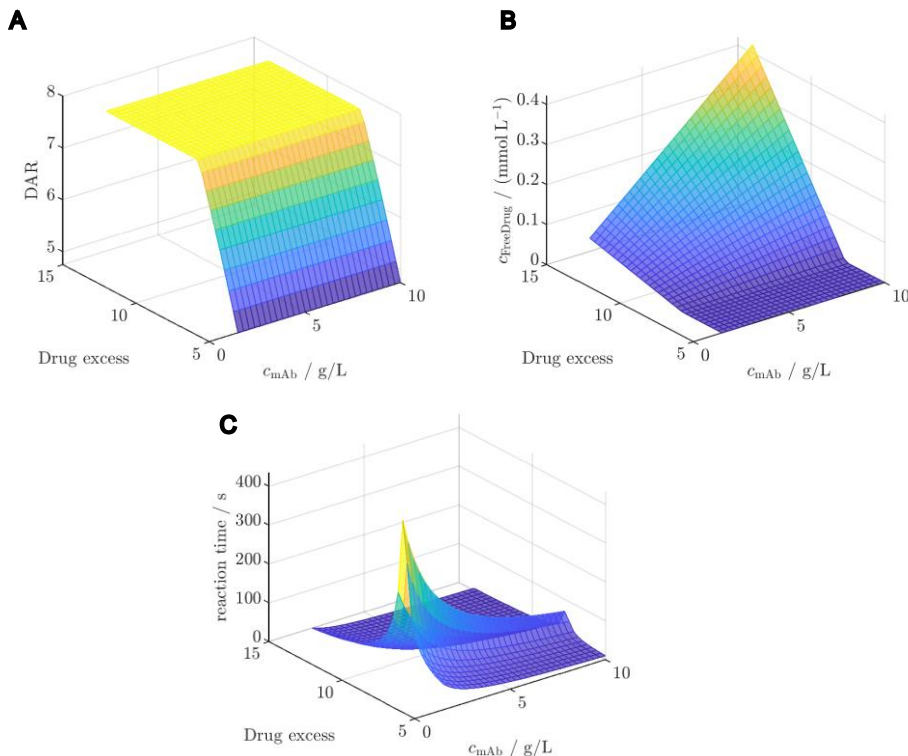 A
8
7
6
5
DAR
15
10
5
Drug excess
0
5
10
c_mAb / g/L
B
0.4
0.3
0.2
0.1
0
c_FreeDrug / (mmol L⁻¹)
15
10
5
Drug excess
0
5
10
c_mAb / g/L
C
400
300
200
100
0
reaction time / s
15
10
5
Drug excess
0
5
10
c_mAb / g/L